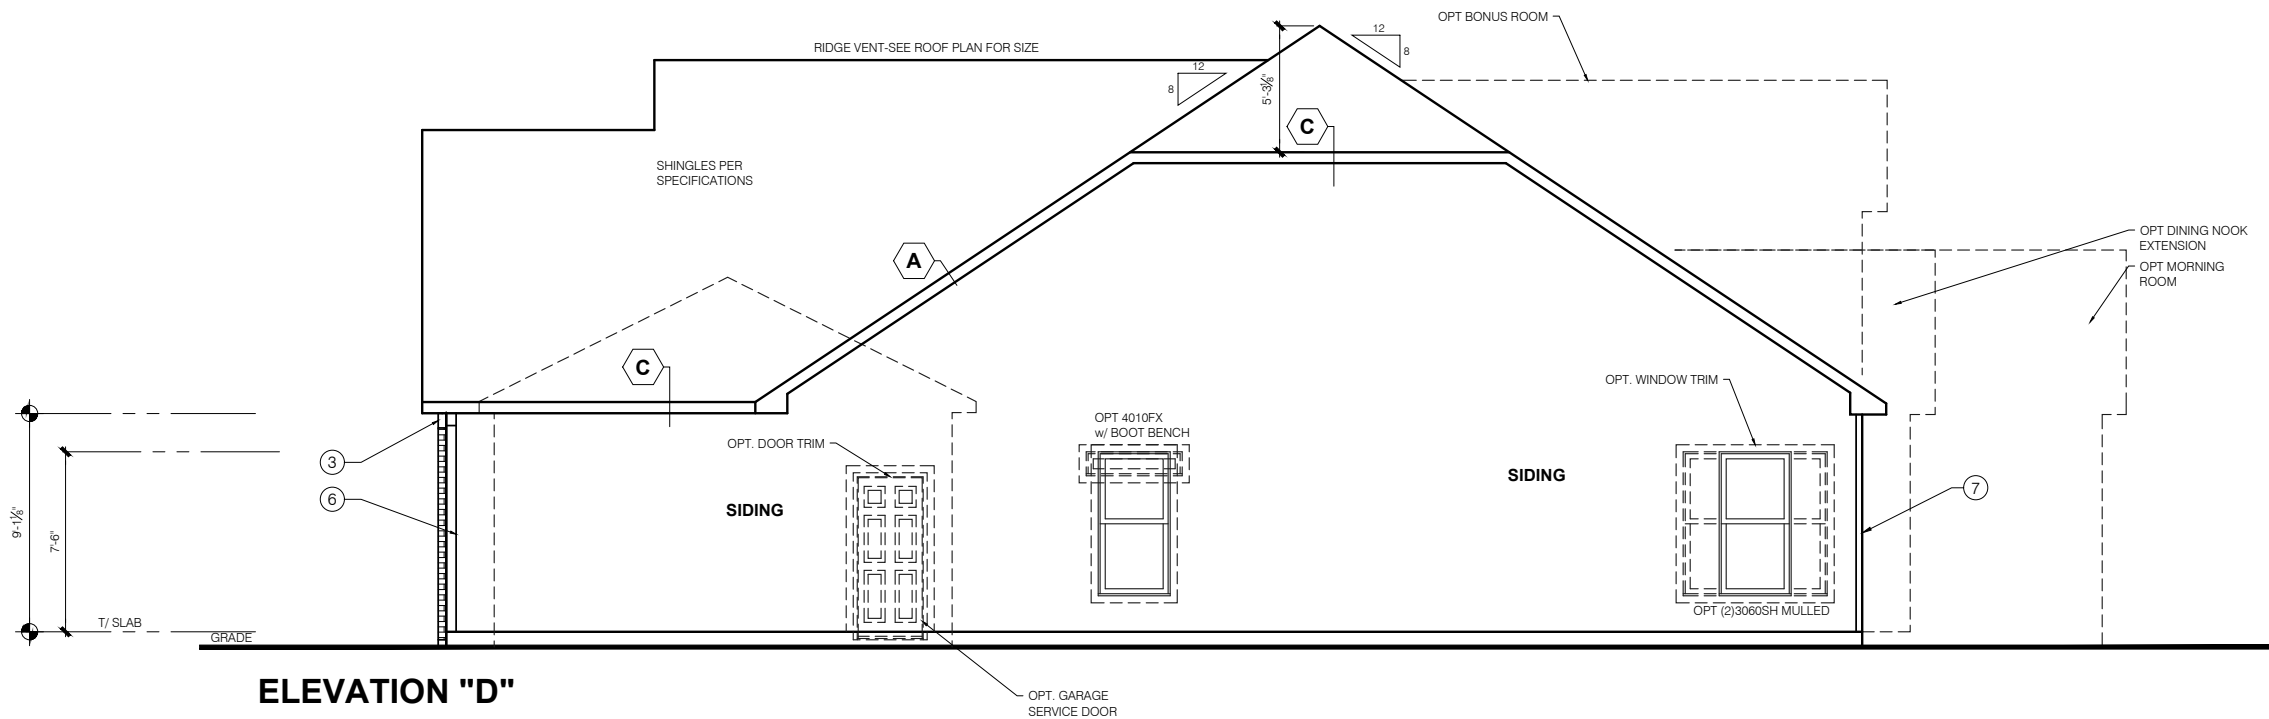 OPT BONUS ROOM
RIDGE VENT-SEE ROOF PLAN FOR SIZE
12
8
12
8
5'-3⅛"
C
SHINGLES PER
SPECIFICATIONS
A
OPT DINING NOOK
EXTENSION
OPT MORNING
ROOM
C
OPT. WINDOW TRIM
OPT 4010FX
w/ BOOT BENCH
OPT. DOOR TRIM
3
6
SIDING
SIDING
7
9'-1⅛"
7'-6"
OPT (2)3060SH MULLED
T/ SLAB
GRADE
ELEVATION "D"
OPT. GARAGE
SERVICE DOOR